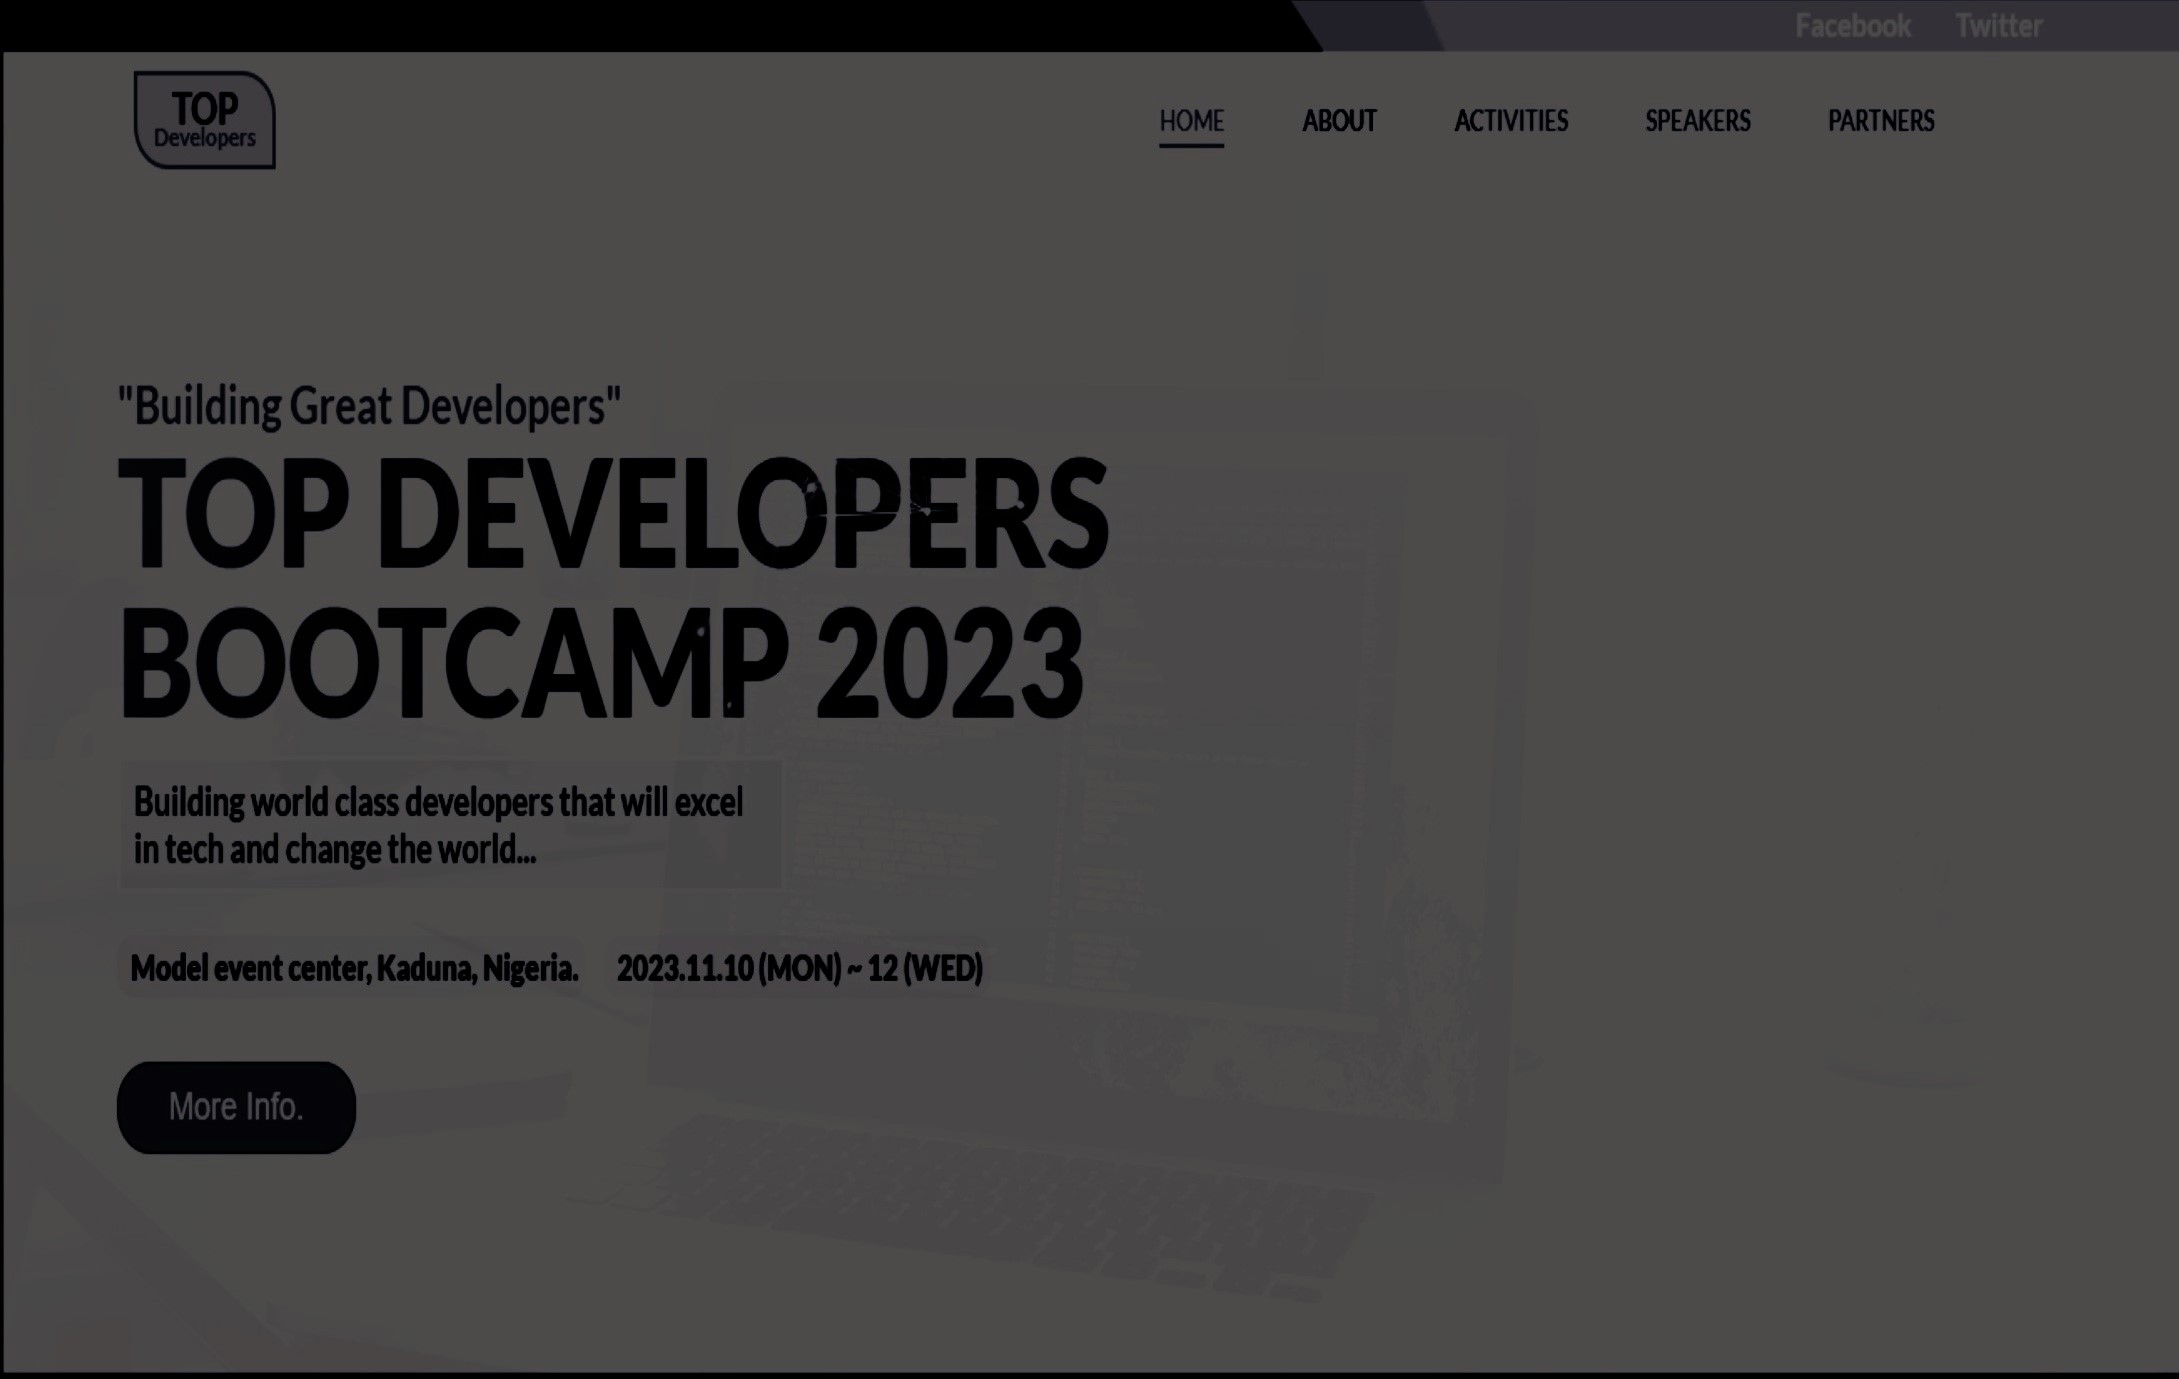 Facebook Twitter
TOP
Developers
HOME ABOUT ACTIVITIES SPEAKERS PARTNERS
"Building Great Developers"
TOP DEVELOPERS
BOOTCAMP 2023
Building world class developers that will excel
in tech and change the world...
Model event center, Kaduna, Nigeria. 2023.11.10 (MON) ~ 12 (WED)
More Info.